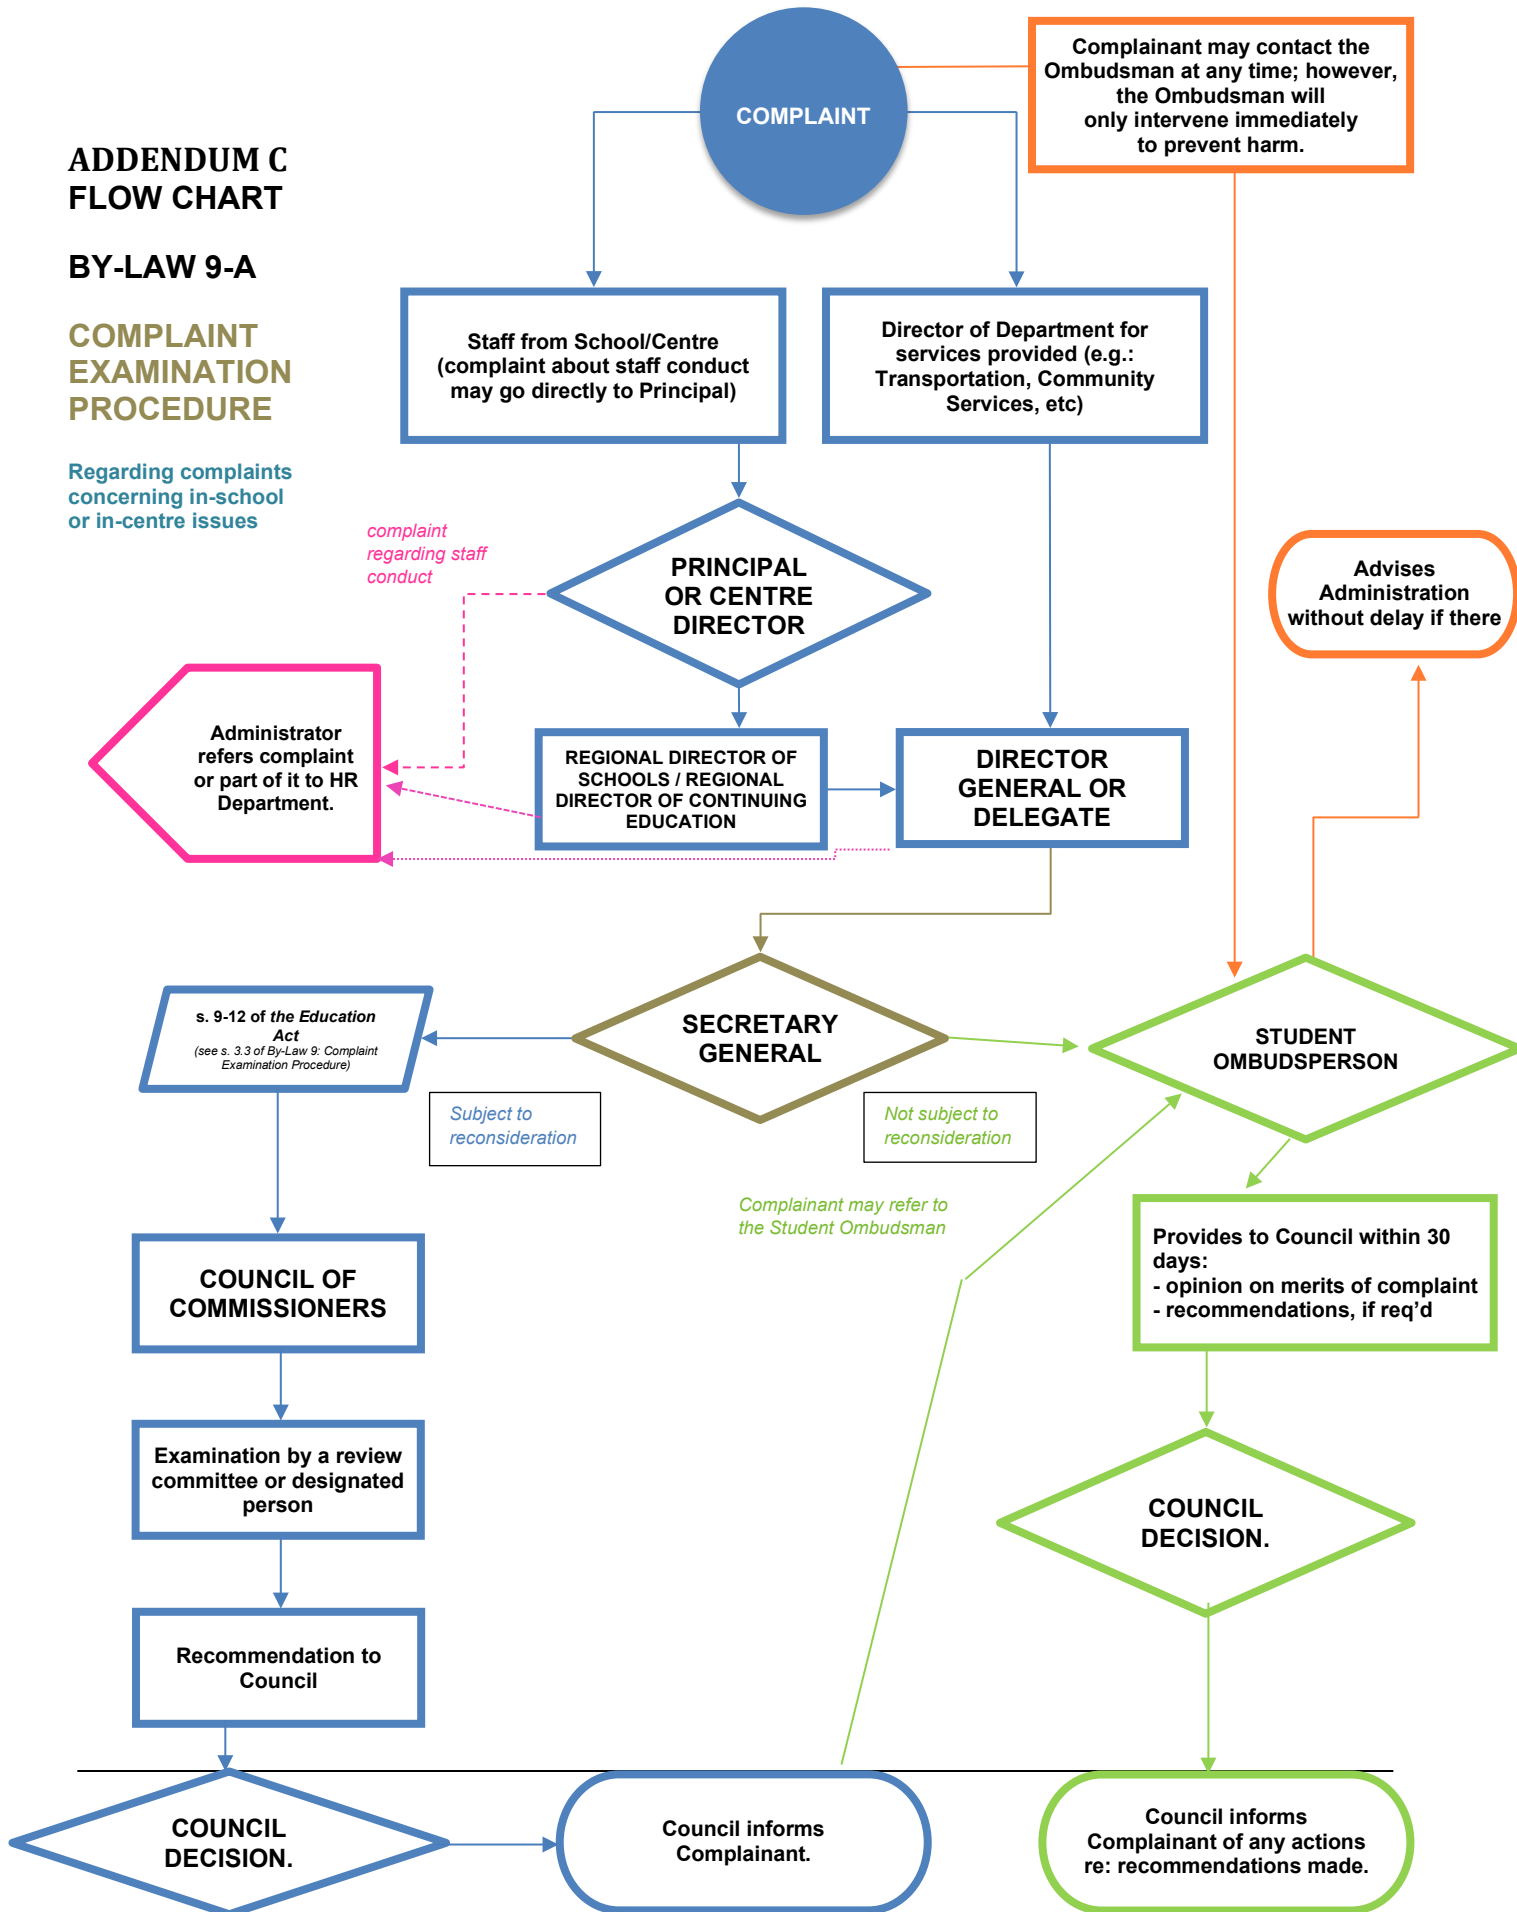 COMPLAINT
Complainant may contact the
Ombudsman at any time; however,
the Ombudsman will
only intervene immediately
to prevent harm.
ADDENDUM C
FLOW CHART
BY-LAW 9-A
COMPLAINT
EXAMINATION
PROCEDURE
Regarding complaints
concerning in-school
or in-centre issues
Staff from School/Centre
(complaint about staff conduct
may go directly to Principal)
Director of Department for
services provided (e.g.:
Transportation, Community
Services, etc)
complaint
regarding staff
conduct
PRINCIPAL
OR CENTRE
DIRECTOR
Advises
Administration
without delay if there
Administrator
refers complaint
or part of it to HR
Department.
REGIONAL DIRECTOR OF
SCHOOLS / REGIONAL
DIRECTOR OF CONTINUING
EDUCATION
DIRECTOR
GENERAL OR
DELEGATE
s. 9-12 of the Education
Act
(see s. 3.3 of By-Law 9: Complaint
Examination Procedure)
SECRETARY
GENERAL
STUDENT
OMBUDSPERSON
Subject to
reconsideration
Not subject to
reconsideration
Complainant may refer to
the Student Ombudsman
Provides to Council within 30
days:
- opinion on merits of complaint
- recommendations, if req’d
COUNCIL OF
COMMISSIONERS
Examination by a review
committee or designated
person
COUNCIL
DECISION.
Recommendation to
Council
COUNCIL
DECISION.
Council informs
Complainant.
Council informs
Complainant of any actions
re: recommendations made.